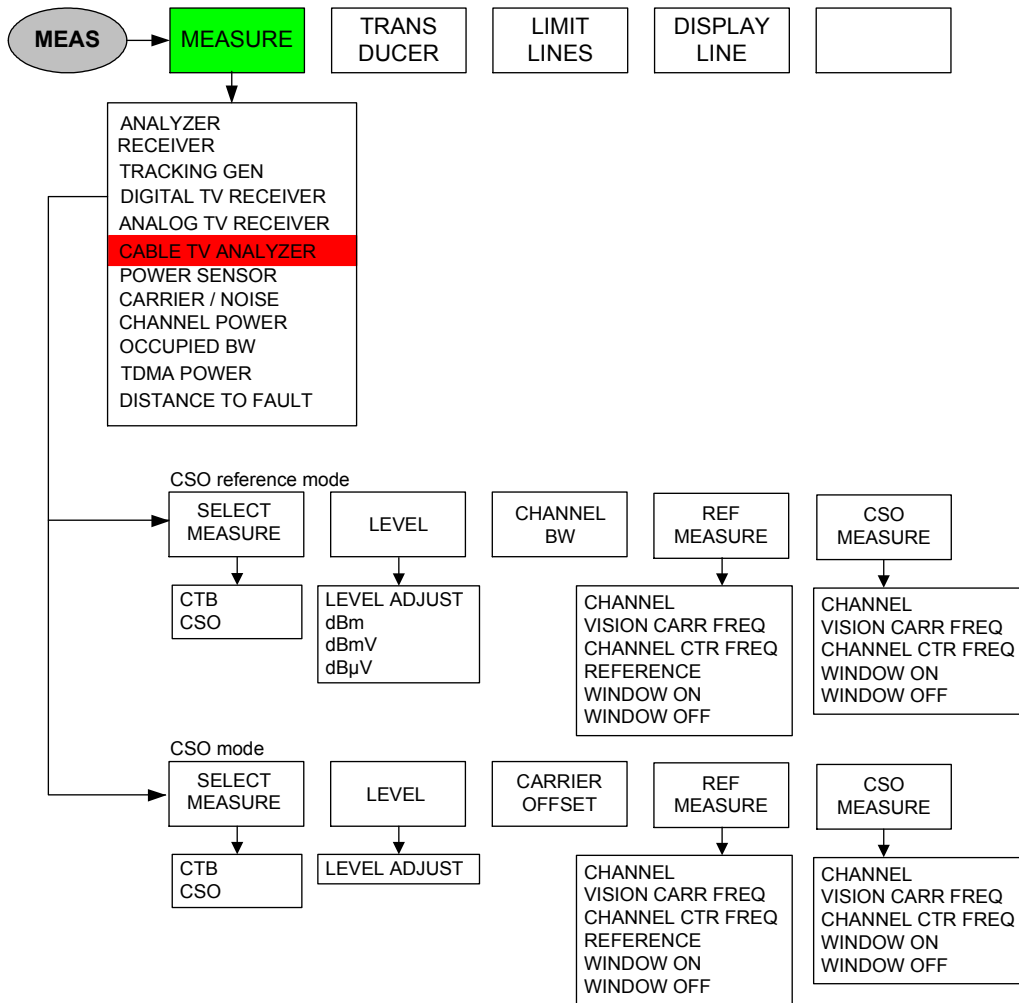 MEAS
MEASURE
TRANS
DUCER
LIMIT
LINES
DISPLAY
LINE
ANALYZER
RECEIVER
TRACKING GEN
DIGITAL TV RECEIVER
ANALOG TV RECEIVER
CABLE TV ANALYZER
POWER SENSOR
CARRIER / NOISE
CHANNEL POWER
OCCUPIED BW
TDMA POWER
DISTANCE TO FAULT
CSO reference mode
SELECT
MEASURE
LEVEL
CHANNEL
BW
REF
MEASURE
CSO
MEASURE
CTB
CSO
LEVEL ADJUST
dBm
dBmV
dBµV
CHANNEL
VISION CARR FREQ
CHANNEL CTR FREQ
REFERENCE
WINDOW ON
WINDOW OFF
CHANNEL
VISION CARR FREQ
CHANNEL CTR FREQ
WINDOW ON
WINDOW OFF
CSO mode
SELECT
MEASURE
LEVEL
CARRIER
OFFSET
REF
MEASURE
CSO
MEASURE
CTB
CSO
LEVEL ADJUST
CHANNEL
VISION CARR FREQ
CHANNEL CTR FREQ
REFERENCE
WINDOW ON
WINDOW OFF
CHANNEL
VISION CARR FREQ
CHANNEL CTR FREQ
WINDOW ON
WINDOW OFF